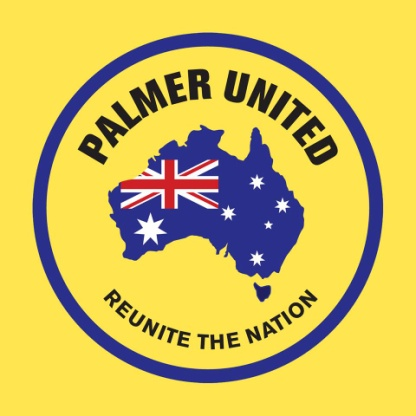 PALMER UNITED
REUNITE THE NATION